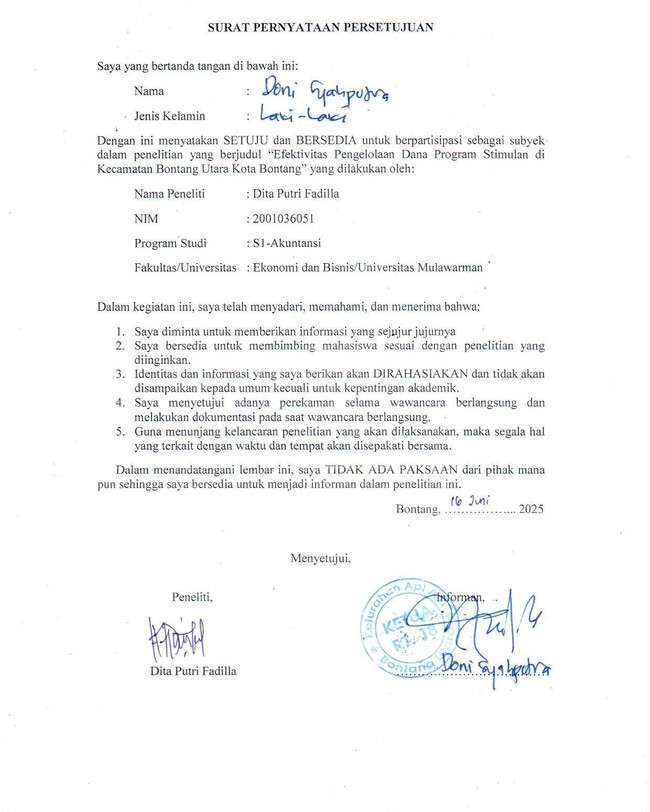 SURAT PERNYATAAN PERSETUJUAN
Saya yang bertanda tangan di bawah ini:
Nama : Doni Syahputra
Jenis Kelamin : Laki-Laki
Dengan ini menyatakan SETUJU dan BERSEDIA untuk berpartisipasi sebagai subyek
dalam penelitian yang berjudul “Efektivitas Pengelolaan Dana Program Stimulan di
Kecamatan Bontang Utara Kota Bontang” yang dilakukan oleh:
Nama Peneliti : Dita Putri Fadilla
NIM : 2001036051
Program Studi : S1-Akuntansi
Fakultas/Universitas : Ekonomi dan Bisnis/Universitas Mulawarman
Dalam kegiatan ini, saya telah menyadari, memahami, dan menerima bahwa:
1. Saya diminta untuk memberikan informasi yang sejujur jujurnya
2. Saya bersedia untuk membimbing mahasiswa sesuai dengan penelitian yang
diinginkan.
3. Identitas dan informasi yang saya berikan akan DIRAHASIAKAN dan tidak akan
disampaikan kepada umum kecuali untuk kepentingan akademik.
4. Saya menyetujui adanya perekaman selama wawancara berlangsung dan
melakukan dokumentasi pada saat wawancara berlangsung.
5. Guna menunjang kelancaran penelitian yang akan dilaksanakan, maka segala hal
yang terkait dengan waktu dan tempat akan disepakati bersama.
Dalam menandatangani lembar ini, saya TIDAK ADA PAKSAAN dari pihak mana
pun sehingga saya bersedia untuk menjadi informan dalam penelitian ini.
Bontang, 16 Juni 2025
Menyetujui,
Peneliti, Informan,
Kelurahan Api
KETUA
Bontang
Dita Putri Fadilla Doni Syahputra